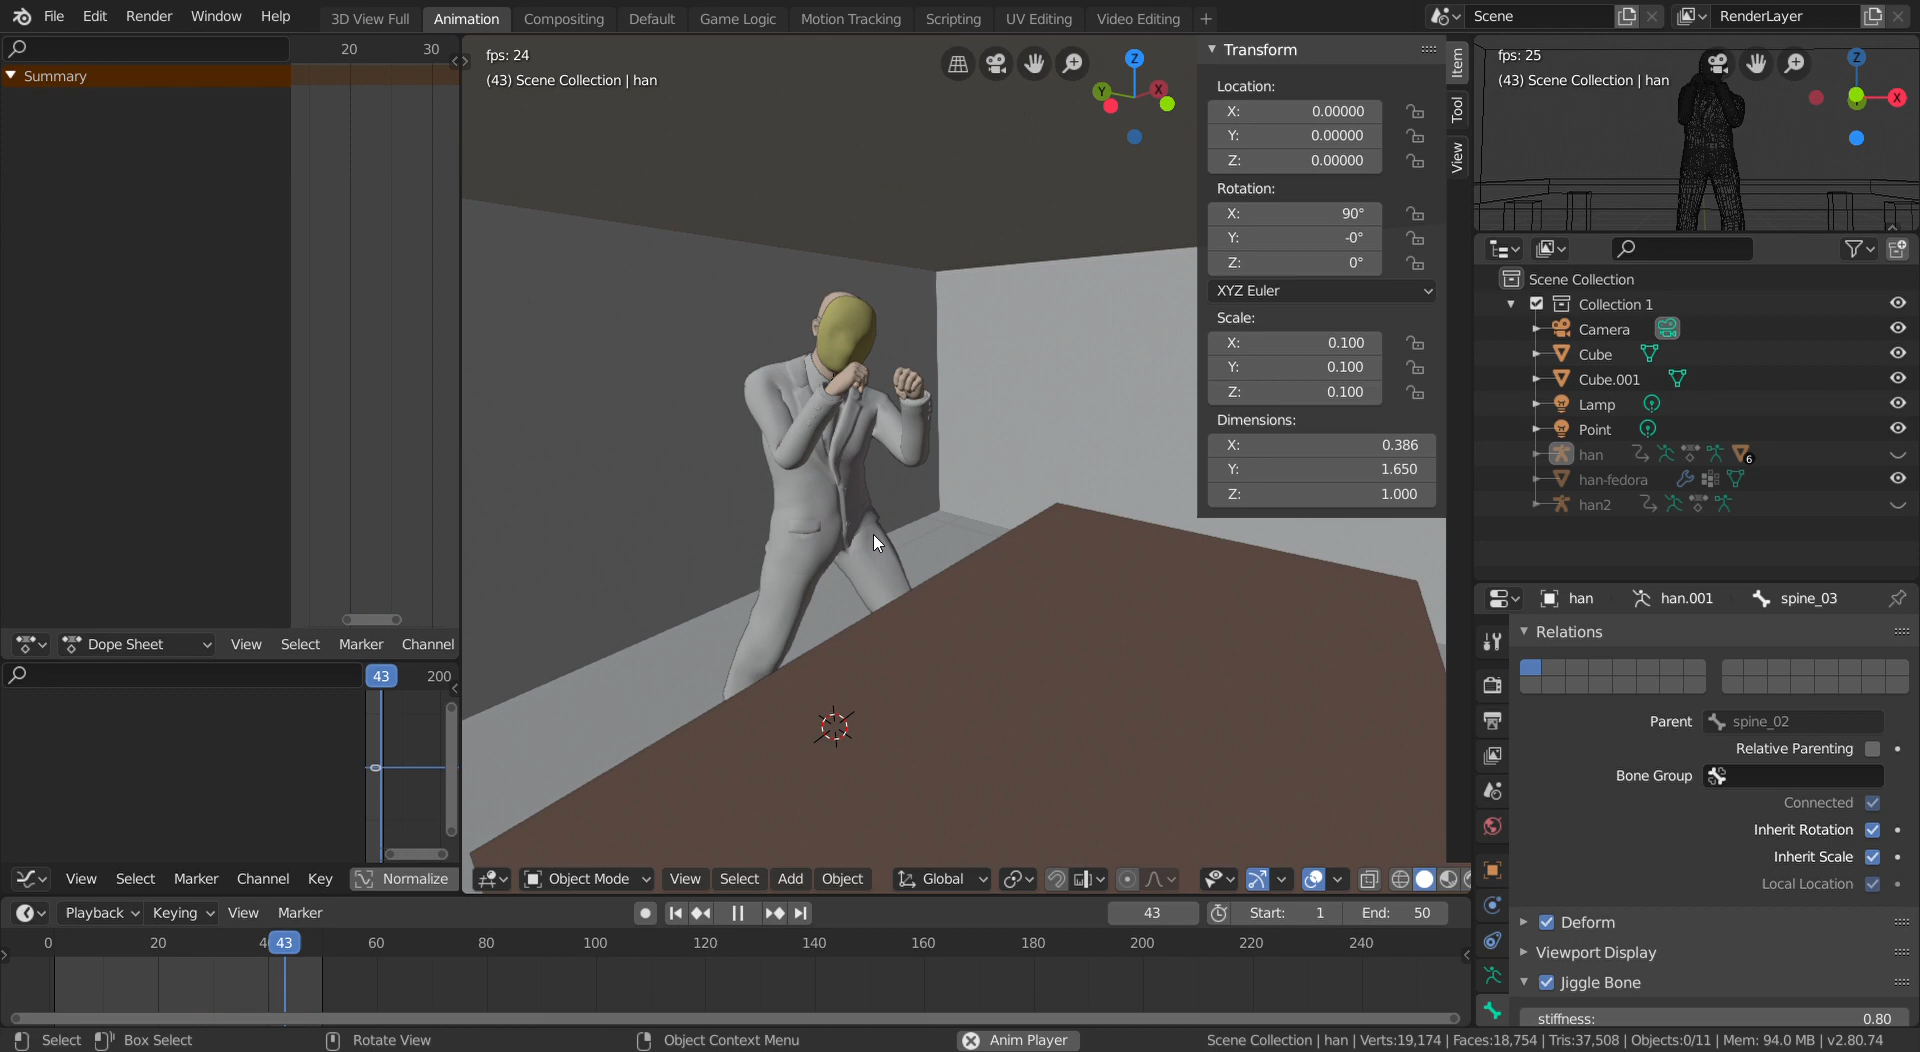 File Edit Render Window Help 3D View Full Animation Compositing Default Game Logic Motion Tracking Scripting UV Editing Video Editing + Scene RenderLayer
20 30
Summary
fps: 24
(43) Scene Collection | han
Z
Y
X
Transform
Location:
X: 0.00000
Y: 0.00000
Z: 0.00000
Rotation:
X: 90°
Y: -0°
Z: 0°
XYZ Euler
Scale:
X: 0.100
Y: 0.100
Z: 0.100
Dimensions:
X: 0.386
Y: 1.650
Z: 1.000
Item
Tool
View
fps: 25
(43) Scene Collection | han
Z
X
Scene Collection
Collection 1
Camera
Cube
Cube.001
Lamp
Point
han 6
han-fedora
han2
han han.001 spine_03
Relations
Parent spine_02
Relative Parenting
Bone Group
Connected
Inherit Rotation
Inherit Scale
Local Location
Deform
Viewport Display
Jiggle Bone
stiffness: 0.80
Dope Sheet View Select Marker Channel
43 200
View Select Marker Channel Key Normalize
Object Mode View Select Add Object Global
Playback Keying View Marker 43 Start: 1 End: 50
0 20 4 43 60 80 100 120 140 160 180 200 220 240
Select Box Select Rotate View Object Context Menu Anim Player Scene Collection | han | Verts:19,174 | Faces:18,754 | Tris:37,508 | Objects:0/11 | Mem: 94.0 MB | v2.80.74